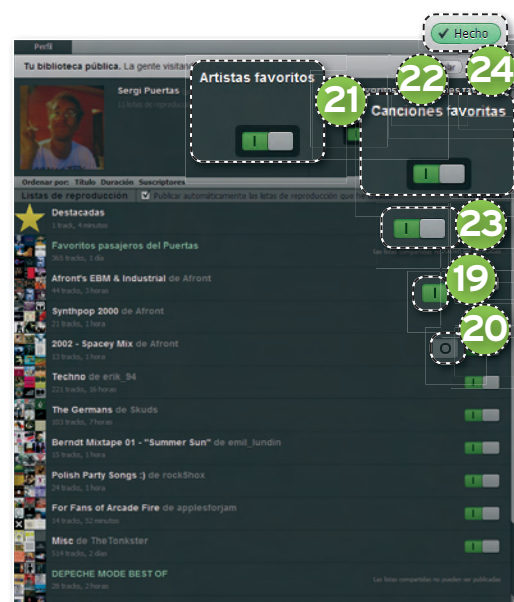 Hecho
Perfil
Tu biblioteca pública. La gente visitan
Artistas favoritos
Sergi Puertas
21
22
24
Canciones favoritas
Ordenar por: Título Duración Suscriptores
Listas de reproducción Publicar automáticamente las listas de reproducción que
23
Destacadas
1 track, 4 minutos
Favoritos pasajeros del Puertas
365 tracks, 1 día
Afront's EBM & Industrial de Afront
44 tracks, 3 horas
19
Synthpop 2000 de Afront
21 tracks, 1 hora
20
2002 - Spacey Mix de Afront
13 tracks, 1 hora
Techno de erik_94
221 tracks, 16 horas
The Germans de Skuds
103 tracks, 7 horas
Berndt Mixtape 01 - "Summer Sun" de emil_lundin
15 tracks, 1 hora
Polish Party Songs :) de rock5hox
24 tracks, 1 hora
For Fans of Arcade Fire de applesforjam
14 tracks, 52 minutos
Misc de TheTonkster
514 tracks, 2 días
DEPECHE MODE BEST OF
28 tracks, 2 horas
Las listas compartidas no pueden ser publicadas